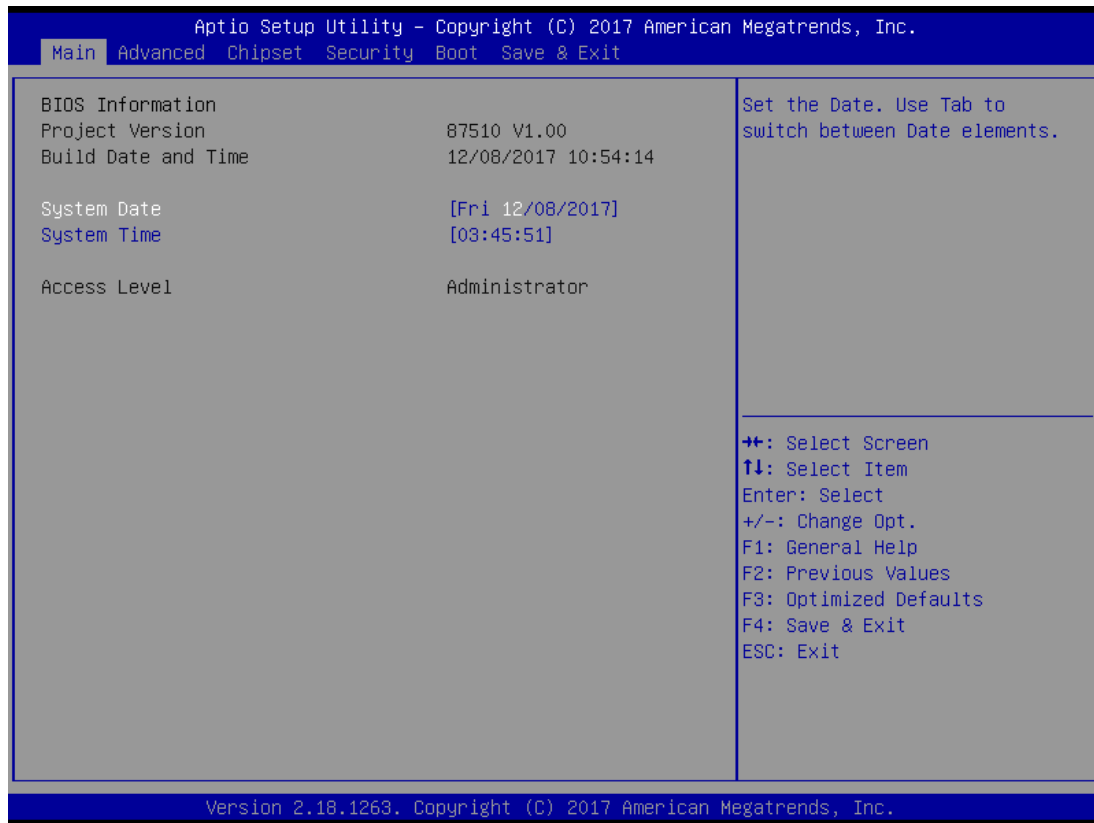 Aptio Setup Utility – Copyright (C) 2017 American Megatrends, Inc.
Main Advanced Chipset Security Boot Save & Exit
BIOS Information
Project Version 87510 V1.00
Build Date and Time 12/08/2017 10:54:14
System Date [Fri 12/08/2017]
System Time [03:45:51]
Access Level Administrator
Set the Date. Use Tab to
switch between Date elements.
→←: Select Screen
↑↓: Select Item
Enter: Select
+/-: Change Opt.
F1: General Help
F2: Previous Values
F3: Optimized Defaults
F4: Save & Exit
ESC: Exit
Version 2.18.1263. Copyright (C) 2017 American Megatrends, Inc.